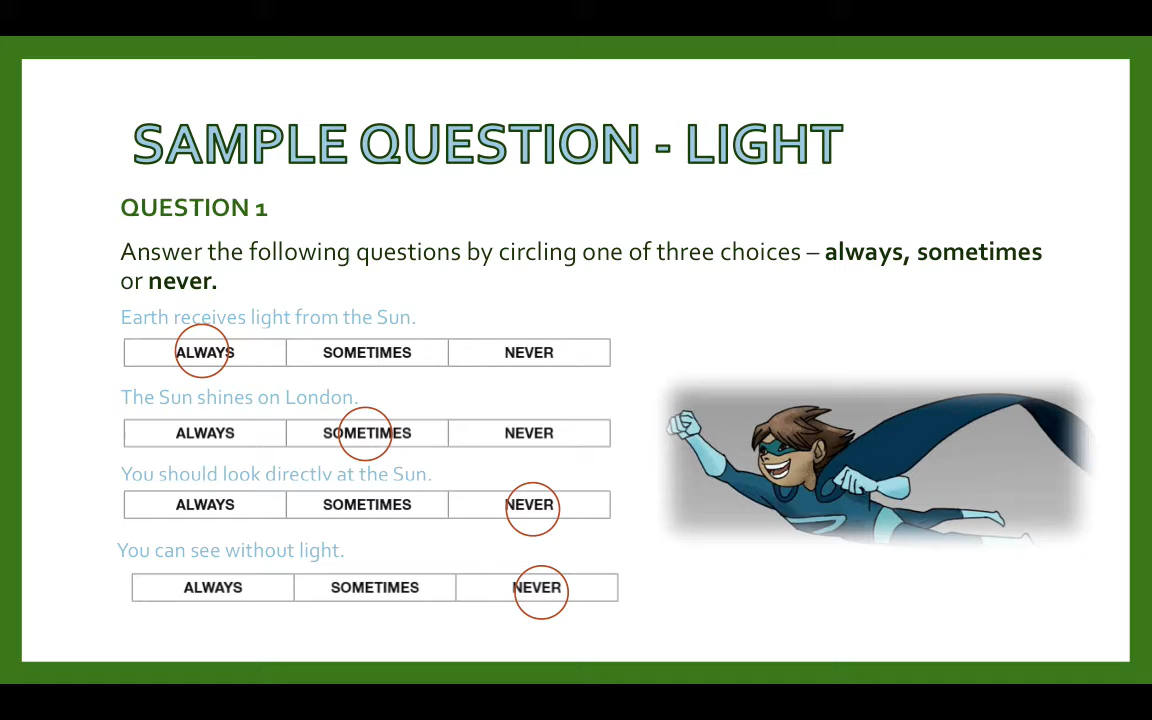 SAMPLE QUESTION - LIGHT
QUESTION 1
Answer the following questions by circling one of three choices – always, sometimes
or never.
Earth receives light from the Sun.
ALWAYS SOMETIMES NEVER
The Sun shines on London.
ALWAYS SOMETIMES NEVER
You should look directly at the Sun.
ALWAYS SOMETIMES NEVER
You can see without light.
ALWAYS SOMETIMES NEVER